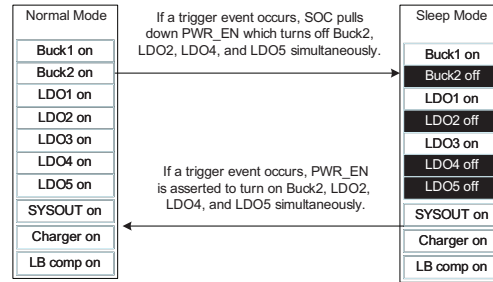 Normal Mode
Buck1 on
Buck2 on
LDO1 on
LDO2 on
LDO3 on
LDO4 on
LDO5 on
SYSOUT on
Charger on
LB comp on
If a trigger event occurs, SOC pulls
down PWR_EN which turns off Buck2,
LDO2, LDO4, and LDO5 simultaneously.
If a trigger event occurs, PWR_EN
is asserted to turn on Buck2, LDO2,
LDO4, and LDO5 simultaneously.
Sleep Mode
Buck1 on
Buck2 off
LDO1 on
LDO2 off
LDO3 on
LDO4 off
LDO5 off
SYSOUT on
Charger on
LB comp on